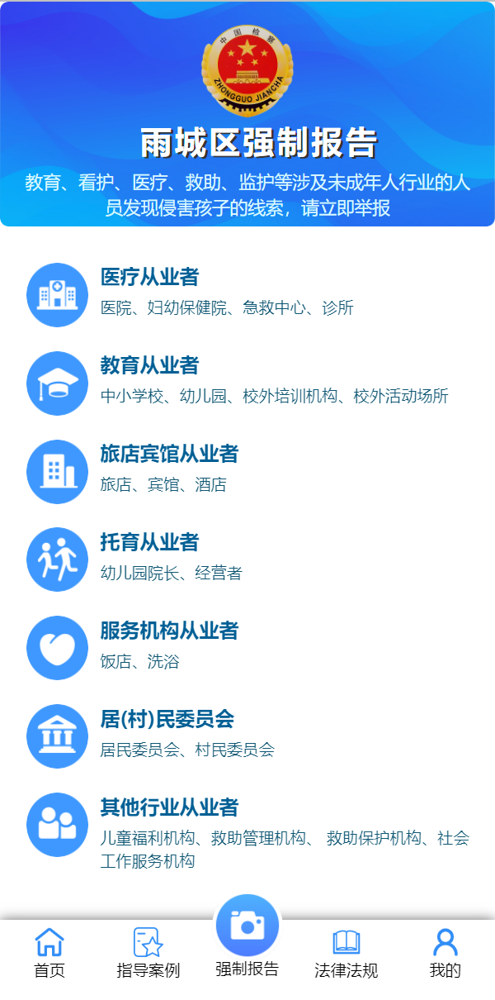 中国检察
ZHONGGUO JIANCHA
雨城区强制报告
教育、看护、医疗、救助、监护等涉及未成年人行业的人
员发现侵害孩子的线索，请立即举报
医疗从业者
医院、妇幼保健院、急救中心、诊所
教育从业者
中小学校、幼儿园、校外培训机构、校外活动场所
旅店宾馆从业者
旅店、宾馆、酒店
托育从业者
幼儿园院长、经营者
服务机构从业者
饭店、洗浴
居(村)民委员会
居民委员会、村民委员会
其他行业从业者
儿童福利机构、救助管理机构、 救助保护机构、社会
工作服务机构
首页
指导案例
强制报告
法律法规
我的